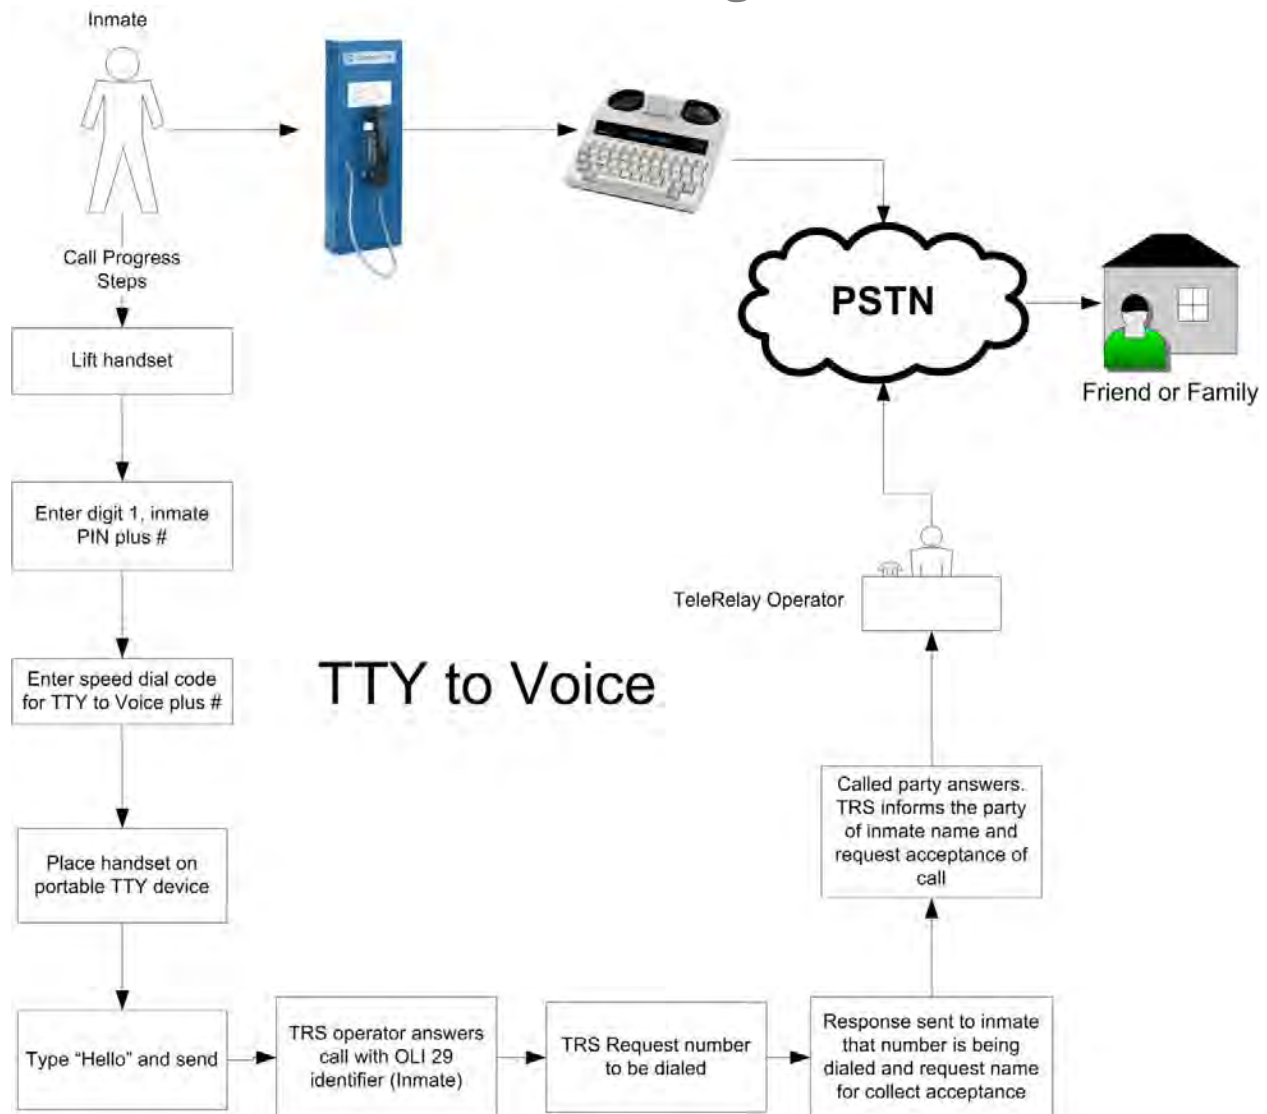 Inmate
Call Progress
Steps
Lift handset
Enter digit 1, inmate
PIN plus #
Enter speed dial code
for TTY to Voice plus #
Place handset on
portable TTY device
Type “Hello” and send
TRS operator answers
call with OLI 29
identifier (Inmate)
TRS Request number
to be dialed
Response sent to inmate
that number is being
dialed and request name
for collect acceptance
Called party answers.
TRS informs the party
of inmate name and
request acceptance of
call
TeleRelay Operator
PSTN
Friend or Family
TTY to Voice